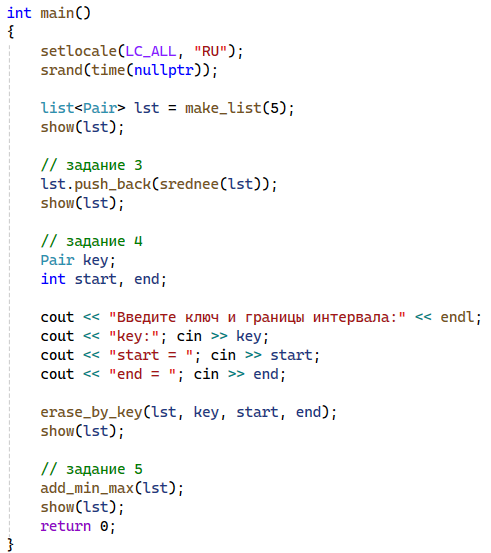 int main()
{
    setlocale(LC_ALL, "RU");
    srand(time(nullptr));

    list<Pair> lst = make_list(5);
    show(lst);

    // задание 3
    lst.push_back(srednee(lst));
    show(lst);

    // задание 4
    Pair key;
    int start, end;

    cout << "Введите ключ и границы интервала:" << endl;
    cout << "key:"; cin >> key;
    cout << "start = "; cin >> start;
    cout << "end = "; cin >> end;

    erase_by_key(lst, key, start, end);
    show(lst);

    // задание 5
    add_min_max(lst);
    show(lst);
    return 0;
}